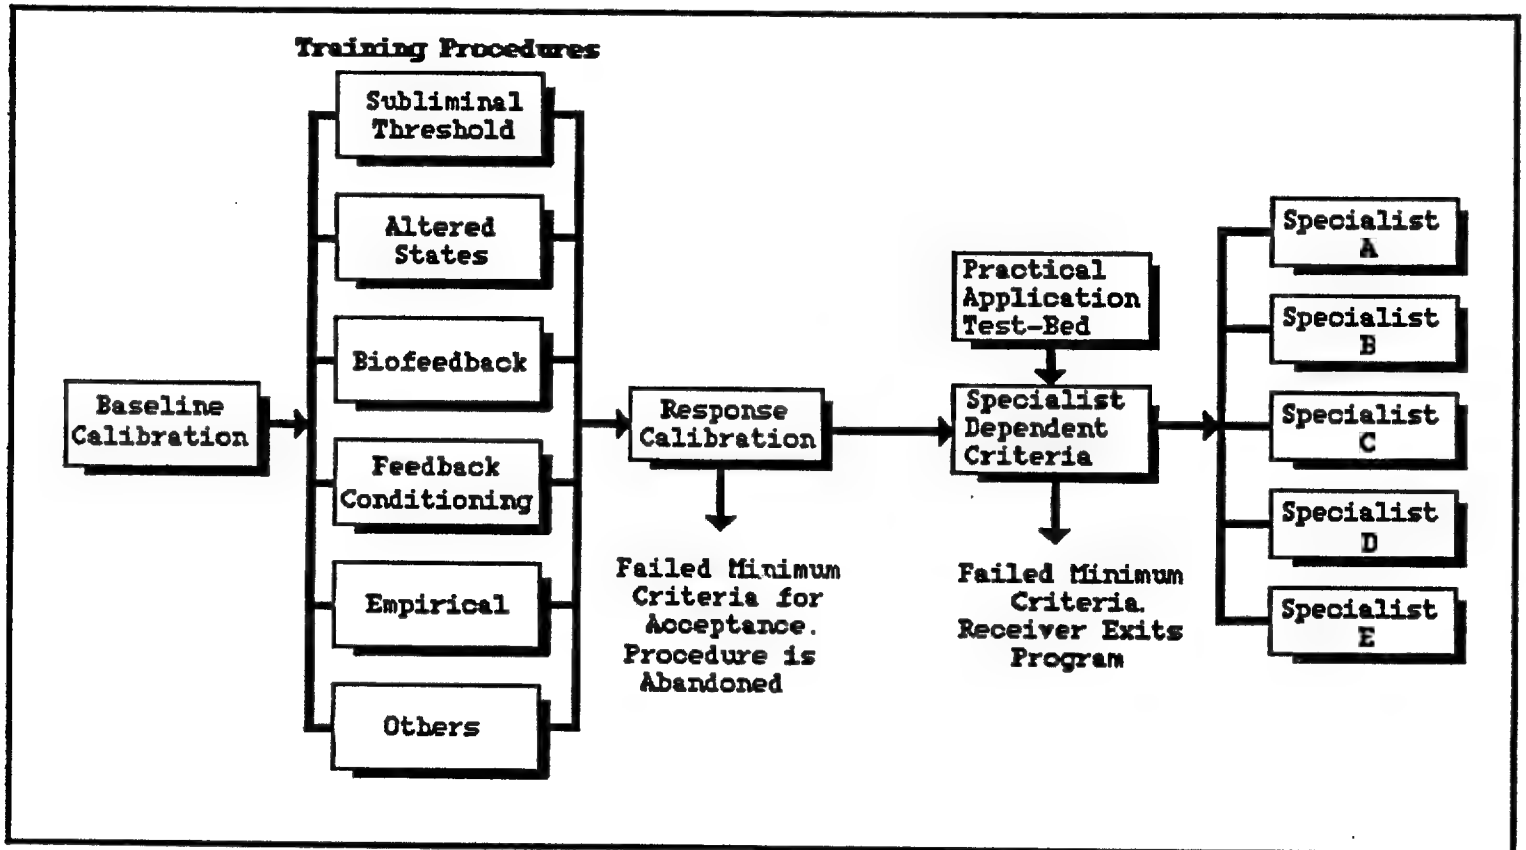 Training Procedures
Subliminal
Threshold
Altered
States
Biofeedback
Feedback
Conditioning
Empirical
Others
Baseline
Calibration
Response
Calibration
Failed Minimum
Criteria for
Acceptance.
Procedure is
Abandoned
Practical
Application
Test-Bed
Specialist
Dependent
Criteria
Failed Minimum
Criteria.
Receiver Exits
Program
Specialist
A
Specialist
B
Specialist
C
Specialist
D
Specialist
E